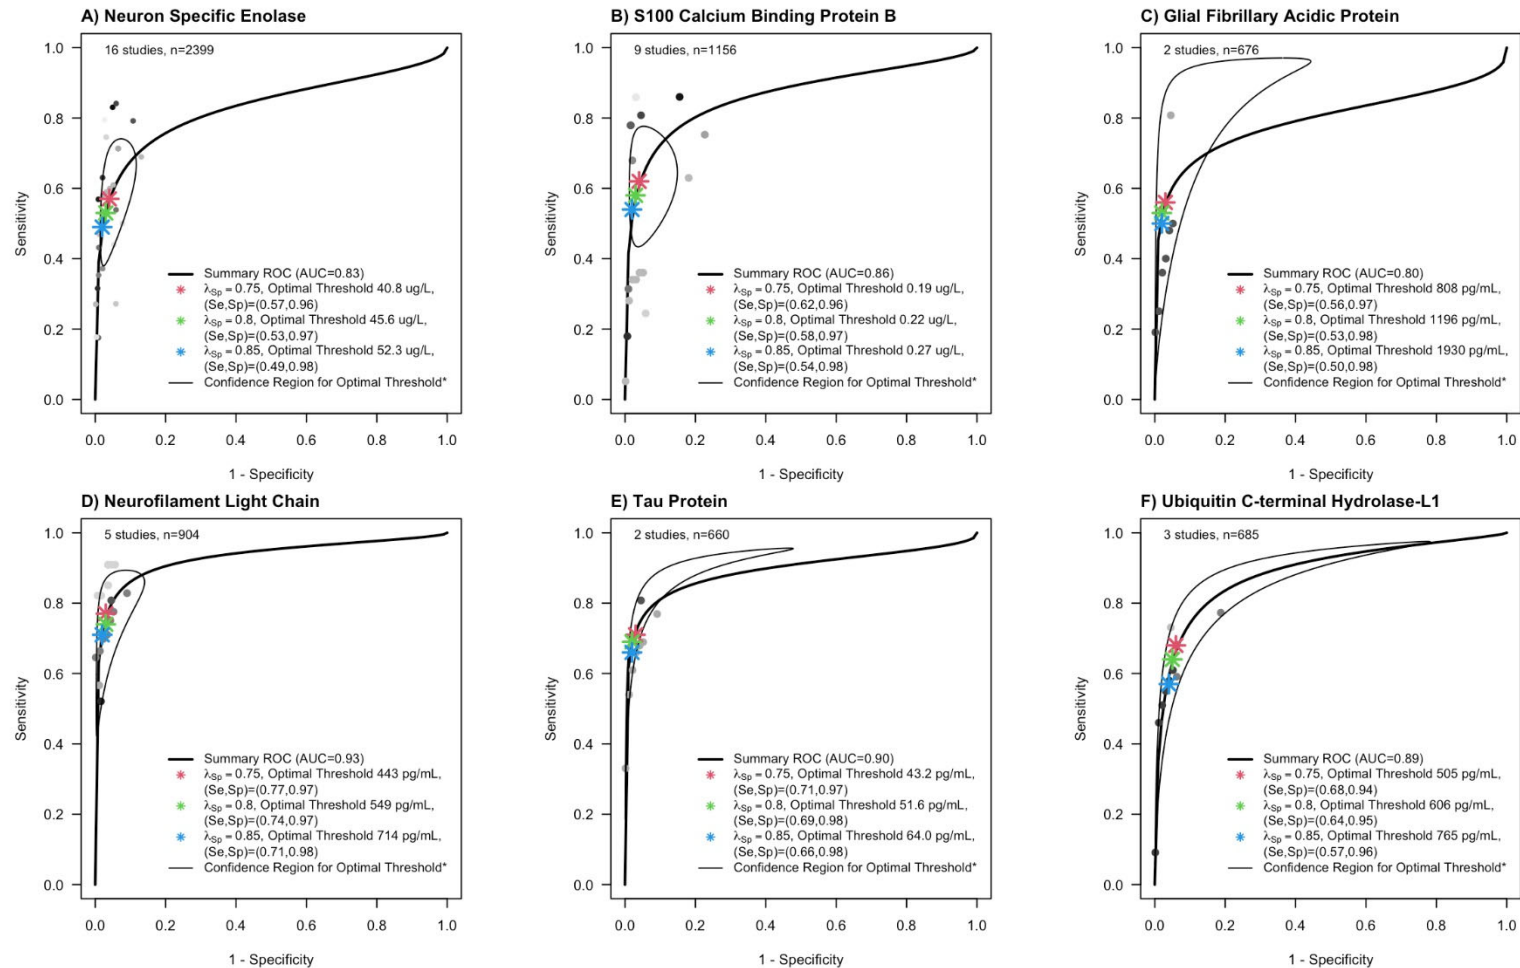 A) Neuron Specific Enolase
16 studies, n=2399
1.0
0.8
0.6
0.4
0.2
0.0
Sensitivity
Summary ROC (AUC=0.83)
λSp = 0.75, Optimal Threshold 40.8 ug/L,
(Se,Sp)=(0.57,0.96)
λSp = 0.8, Optimal Threshold 45.6 ug/L,
(Se,Sp)=(0.53,0.97)
λSp = 0.85, Optimal Threshold 52.3 ug/L,
(Se,Sp)=(0.49,0.98)
Confidence Region for Optimal Threshold*
0.0 0.2 0.4 0.6 0.8 1.0
1 - Specificity
B) S100 Calcium Binding Protein B
9 studies, n=1156
1.0
0.8
0.6
0.4
0.2
0.0
Sensitivity
Summary ROC (AUC=0.86)
λSp = 0.75, Optimal Threshold 0.19 ug/L,
(Se,Sp)=(0.62,0.96)
λSp = 0.8, Optimal Threshold 0.22 ug/L,
(Se,Sp)=(0.58,0.97)
λSp = 0.85, Optimal Threshold 0.27 ug/L,
(Se,Sp)=(0.54,0.98)
Confidence Region for Optimal Threshold*
0.0 0.2 0.4 0.6 0.8 1.0
1 - Specificity
C) Glial Fibrillary Acidic Protein
2 studies, n=676
1.0
0.8
0.6
0.4
0.2
0.0
Sensitivity
Summary ROC (AUC=0.80)
λSp = 0.75, Optimal Threshold 808 pg/mL,
(Se,Sp)=(0.56,0.97)
λSp = 0.8, Optimal Threshold 1196 pg/mL,
(Se,Sp)=(0.53,0.98)
λSp = 0.85, Optimal Threshold 1930 pg/mL,
(Se,Sp)=(0.50,0.98)
Confidence Region for Optimal Threshold*
0.0 0.2 0.4 0.6 0.8 1.0
1 - Specificity
D) Neurofilament Light Chain
5 studies, n=904
1.0
0.8
0.6
0.4
0.2
0.0
Sensitivity
Summary ROC (AUC=0.93)
λSp = 0.75, Optimal Threshold 443 pg/mL,
(Se,Sp)=(0.77,0.97)
λSp = 0.8, Optimal Threshold 549 pg/mL,
(Se,Sp)=(0.74,0.97)
λSp = 0.85, Optimal Threshold 714 pg/mL,
(Se,Sp)=(0.71,0.98)
Confidence Region for Optimal Threshold*
0.0 0.2 0.4 0.6 0.8 1.0
1 - Specificity
E) Tau Protein
2 studies, n=660
1.0
0.8
0.6
0.4
0.2
0.0
Sensitivity
Summary ROC (AUC=0.90)
λSp = 0.75, Optimal Threshold 43.2 pg/mL,
(Se,Sp)=(0.71,0.97)
λSp = 0.8, Optimal Threshold 51.6 pg/mL,
(Se,Sp)=(0.69,0.98)
λSp = 0.85, Optimal Threshold 64.0 pg/mL,
(Se,Sp)=(0.66,0.98)
Confidence Region for Optimal Threshold*
0.0 0.2 0.4 0.6 0.8 1.0
1 - Specificity
F) Ubiquitin C-terminal Hydrolase-L1
3 studies, n=685
1.0
0.8
0.6
0.4
0.2
0.0
Sensitivity
Summary ROC (AUC=0.89)
λSp = 0.75, Optimal Threshold 505 pg/mL,
(Se,Sp)=(0.68,0.94)
λSp = 0.8, Optimal Threshold 606 pg/mL,
(Se,Sp)=(0.64,0.95)
λSp = 0.85, Optimal Threshold 765 pg/mL,
(Se,Sp)=(0.57,0.96)
Confidence Region for Optimal Threshold*
0.0 0.2 0.4 0.6 0.8 1.0
1 - Specificity